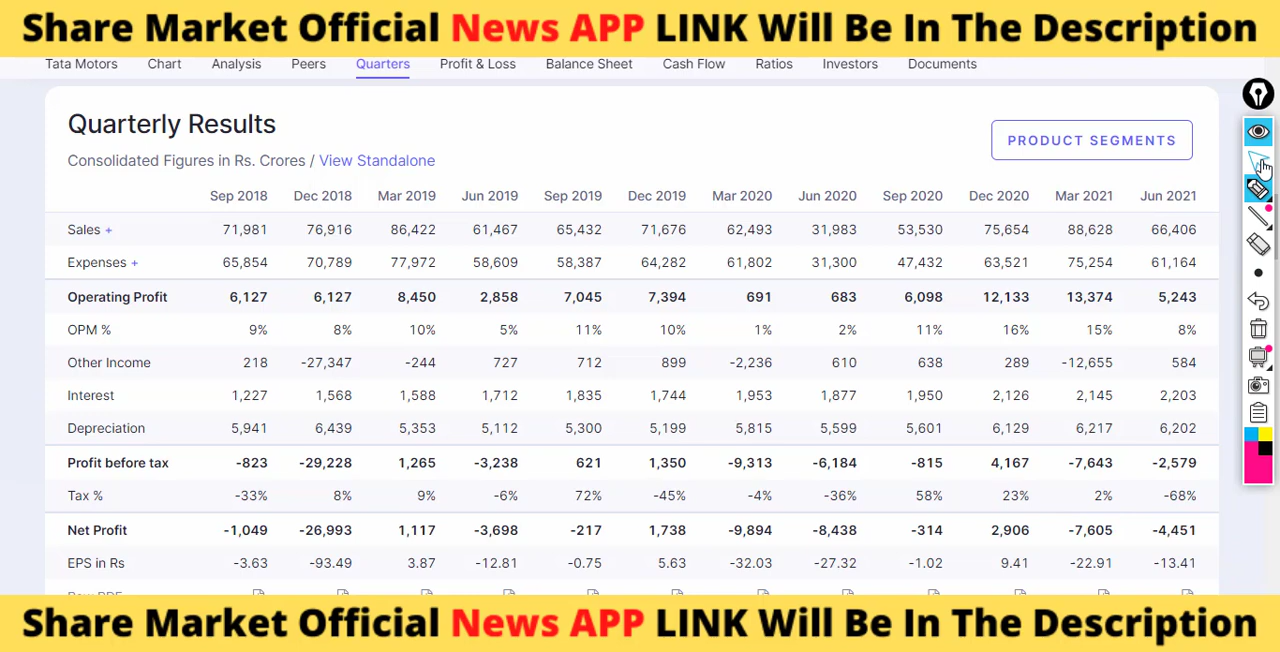 Share Market Official News APP LINK Will Be In The Description
Tata Motors Chart Analysis Peers Quarters Profit & Loss Balance Sheet Cash Flow Ratios Investors Documents
Quarterly Results
PRODUCT SEGMENTS
Consolidated Figures in Rs. Crores / View Standalone
Sep 2018 Dec 2018 Mar 2019 Jun 2019 Sep 2019 Dec 2019 Mar 2020 Jun 2020 Sep 2020 Dec 2020 Mar 2021 Jun 2021
Sales + 71,981 76,916 86,422 61,467 65,432 71,676 62,493 31,983 53,530 75,654 88,628 66,406
Expenses + 65,854 70,789 77,972 58,609 58,387 64,282 61,802 31,300 47,432 63,521 75,254 61,164
Operating Profit 6,127 6,127 8,450 2,858 7,045 7,394 691 683 6,098 12,133 13,374 5,243
OPM % 9% 8% 10% 5% 11% 10% 1% 2% 11% 16% 15% 8%
Other Income 218 -27,347 -244 727 712 899 -2,236 610 638 289 -12,655 584
Interest 1,227 1,568 1,588 1,712 1,835 1,744 1,953 1,877 1,950 2,126 2,145 2,203
Depreciation 5,941 6,439 5,353 5,112 5,300 5,199 5,815 5,599 5,601 6,129 6,217 6,202
Profit before tax -823 -29,228 1,265 -3,238 621 1,350 -9,313 -6,184 -815 4,167 -7,643 -2,579
Tax % -33% 8% 9% -6% 72% -45% -4% -36% 58% 23% 2% -68%
Net Profit -1,049 -26,993 1,117 -3,698 -217 1,738 -9,894 -8,438 -314 2,906 -7,605 -4,451
EPS in Rs -3.63 -93.49 3.87 -12.81 -0.75 5.63 -32.03 -27.32 -1.02 9.41 -22.91 -13.41
Share Market Official News APP LINK Will Be In The Description